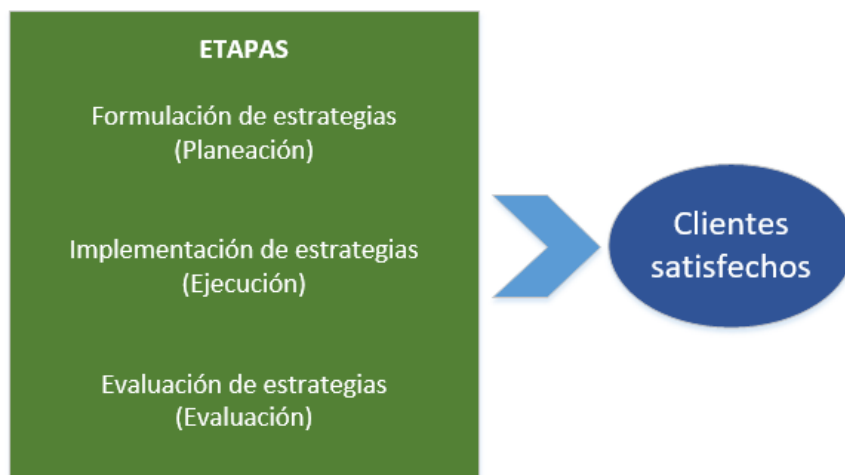 ETAPAS
Formulación de estrategias
(Planeación)
Implementación de estrategias
(Ejecución)
Evaluación de estrategias
(Evaluación)
Clientes
satisfechos